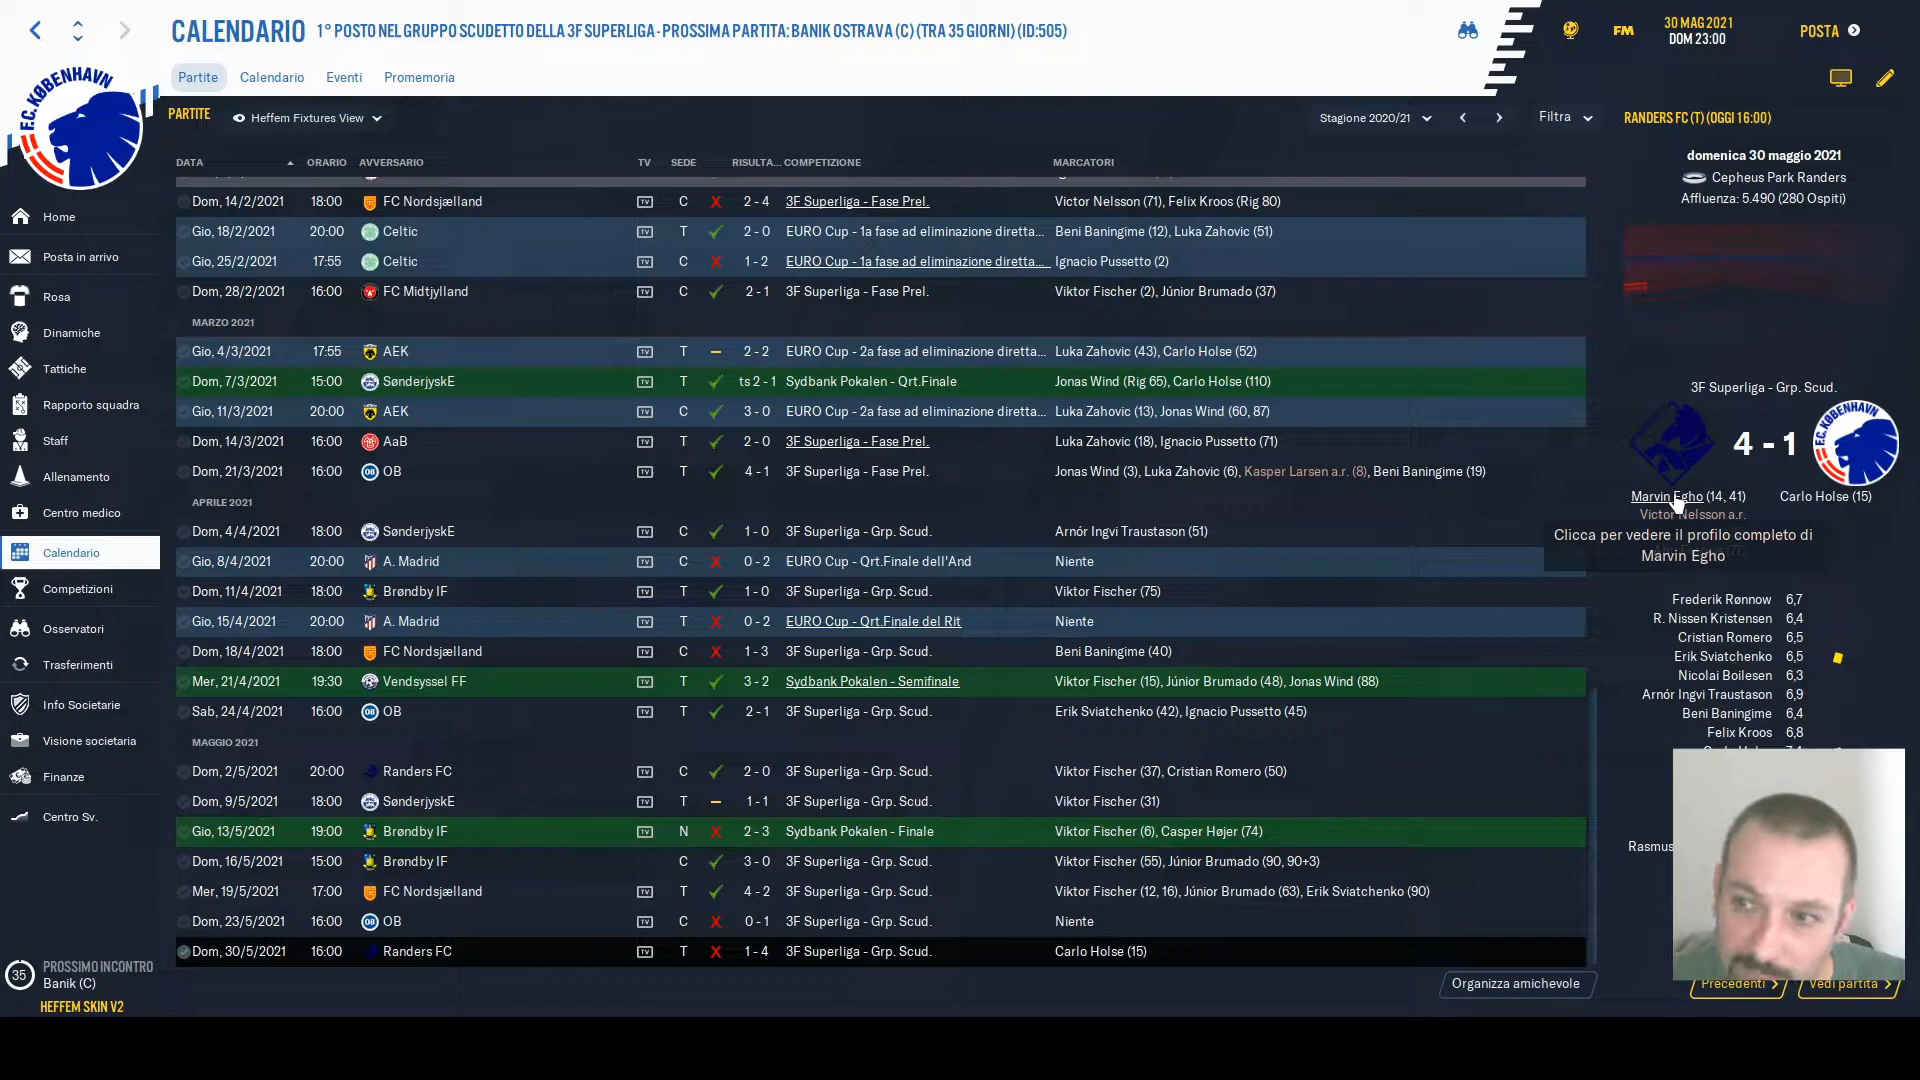 CALENDARIO 1° POSTO NEL GRUPPO SCUDETTO DELLA 3F SUPERLIGA - PROSSIMA PARTITA: BANIK OSTRAVA (C) (TRA 35 GIORNI) (ID:505)
FM
30 MAG 2021
DOM 23:00
POSTA
Partite Calendario Eventi Promemoria
F.C. KØBENHAVN
PARTITE
Heffem Fixtures View
Stagione 2020/21
Filtra
DATA ORARIO AVVERSARIO TV SEDE RISULTA... COMPETIZIONE MARCATORI
Dom, 14/2/2021 18:00 FC Nordsjælland TV C 2 - 4 3F Superliga - Fase Prel. Victor Nelsson (71), Felix Kroos (Rig 80)
Gio, 18/2/2021 20:00 Celtic TV T 2 - 0 EURO Cup - 1a fase ad eliminazione diretta... Beni Baningime (12), Luka Zahovic (51)
Gio, 25/2/2021 17:55 Celtic TV C 1 - 2 EURO Cup - 1a fase ad eliminazione diretta... Ignacio Pussetto (2)
Dom, 28/2/2021 16:00 FC Midtjylland TV C 2 - 1 3F Superliga - Fase Prel. Viktor Fischer (2), Júnior Brumado (37)
MARZO 2021
Gio, 4/3/2021 17:55 AEK TV T 2 - 2 EURO Cup - 2a fase ad eliminazione diretta... Luka Zahovic (43), Carlo Holse (52)
Dom, 7/3/2021 15:00 SønderjyskE TV T ts 2 - 1 Sydbank Pokalen - Qrt.Finale Jonas Wind (Rig 65), Carlo Holse (110)
Gio, 11/3/2021 20:00 AEK TV C 3 - 0 EURO Cup - 2a fase ad eliminazione diretta... Luka Zahovic (13), Jonas Wind (60, 87)
Dom, 14/3/2021 16:00 AaB TV T 2 - 0 3F Superliga - Fase Prel. Luka Zahovic (18), Ignacio Pussetto (71)
Dom, 21/3/2021 16:00 OB TV T 4 - 1 3F Superliga - Fase Prel. Jonas Wind (3), Luka Zahovic (6), Kasper Larsen a.r. (8), Beni Baningime (19)
APRILE 2021
Dom, 4/4/2021 18:00 SønderjyskE TV C 1 - 0 3F Superliga - Grp. Scud. Arnór Ingvi Traustason (51)
Gio, 8/4/2021 20:00 A. Madrid TV C 0 - 2 EURO Cup - Qrt.Finale dell'And Niente
Dom, 11/4/2021 18:00 Brøndby IF TV T 1 - 0 3F Superliga - Grp. Scud. Viktor Fischer (75)
Gio, 15/4/2021 20:00 A. Madrid TV T 0 - 2 EURO Cup - Qrt.Finale del Rit Niente
Dom, 18/4/2021 18:00 FC Nordsjælland TV C 1 - 3 3F Superliga - Grp. Scud. Beni Baningime (40)
Mer, 21/4/2021 19:30 Vendsyssel FF TV T 3 - 2 Sydbank Pokalen - Semifinale Viktor Fischer (15), Júnior Brumado (48), Jonas Wind (88)
Sab, 24/4/2021 16:00 OB TV T 2 - 1 3F Superliga - Grp. Scud. Erik Sviatchenko (42), Ignacio Pussetto (45)
MAGGIO 2021
Dom, 2/5/2021 20:00 Randers FC TV C 2 - 0 3F Superliga - Grp. Scud. Viktor Fischer (37), Cristian Romero (50)
Dom, 9/5/2021 18:00 SønderjyskE TV T 1 - 1 3F Superliga - Grp. Scud. Viktor Fischer (31)
Gio, 13/5/2021 19:00 Brøndby IF TV N 2 - 3 Sydbank Pokalen - Finale Viktor Fischer (6), Casper Højer (74)
Dom, 16/5/2021 15:00 Brøndby IF C 3 - 0 3F Superliga - Grp. Scud. Viktor Fischer (55), Júnior Brumado (90, 90+3)
Mer, 19/5/2021 17:00 FC Nordsjælland TV T 4 - 2 3F Superliga - Grp. Scud. Viktor Fischer (12, 16), Júnior Brumado (63), Erik Sviatchenko (90)
Dom, 23/5/2021 16:00 OB TV C 0 - 1 3F Superliga - Grp. Scud. Niente
Dom, 30/5/2021 16:00 Randers FC TV T 1 - 4 3F Superliga - Grp. Scud. Carlo Holse (15)
Organizza amichevole
Home
Posta in arrivo
Rosa
Dinamiche
Tattiche
Rapporto squadra
Staff
Allenamento
Centro medico
Calendario
Competizioni
Osservatori
Trasferimenti
Info Societarie
Visione societaria
Finanze
Centro Sv.
35
PROSSIMO INCONTRO
Banik (C)
HEFFEM SKIN V2
RANDERS FC (T) (OGGI 16:00)
domenica 30 maggio 2021
Cepheus Park Randers
Affluenza: 5.490 (280 Ospiti)
3F Superliga - Grp. Scud.
4 - 1
F.C. KØBENHAVN
Marvin Egho (14, 41) Carlo Holse (15)
Victor Nelsson a.r.
Clicca per vedere il profilo completo di
Marvin Egho
Frederik Rønnow 6,7
R. Nissen Kristensen 6,4
Cristian Romero 6,5
Erik Sviatchenko 6,5
Nicolai Boilesen 6,3
Arnór Ingvi Traustason 6,9
Beni Baningime 6,4
Felix Kroos 6,8
Rasmus
Precedenti
Vedi partita